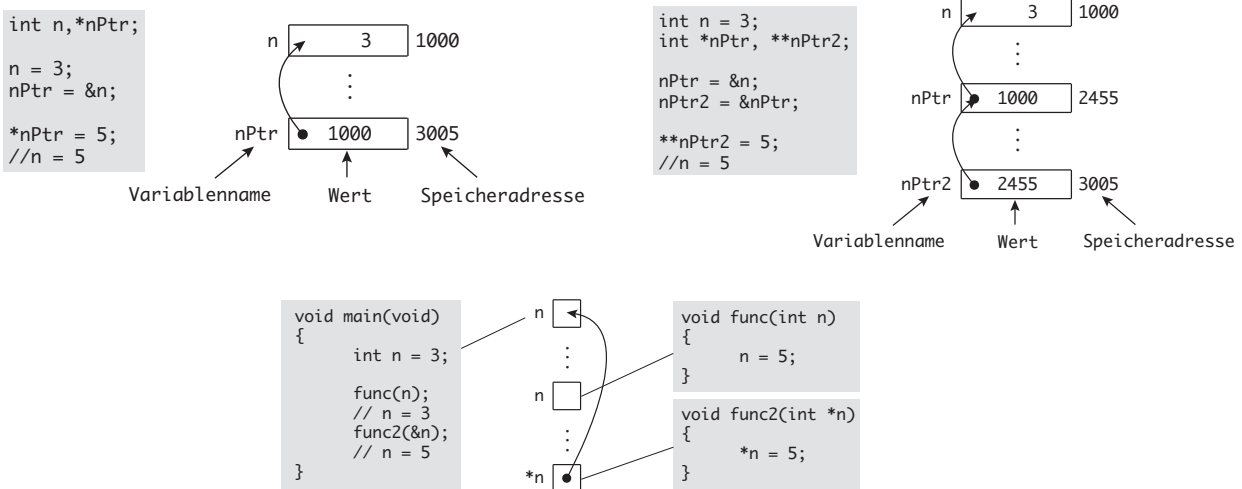 int n,*nPtr;
n = 3;
nPtr = &n;
*nPtr = 5;
//n = 5
n 3 1000
nPtr 1000 3005
Variablenname Wert Speicheradresse
int n = 3;
int *nPtr, **nPtr2;
nPtr = &n;
nPtr2 = &nPtr;
**nPtr2 = 5;
//n = 5
n 3 1000
nPtr 1000 2455
nPtr2 2455 3005
Variablenname Wert Speicheradresse
void main(void)
{
int n = 3;
func(n);
// n = 3
func2(&n);
// n = 5
}
n
n
*n
void func(int n)
{
n = 5;
}
void func2(int *n)
{
*n = 5;
}